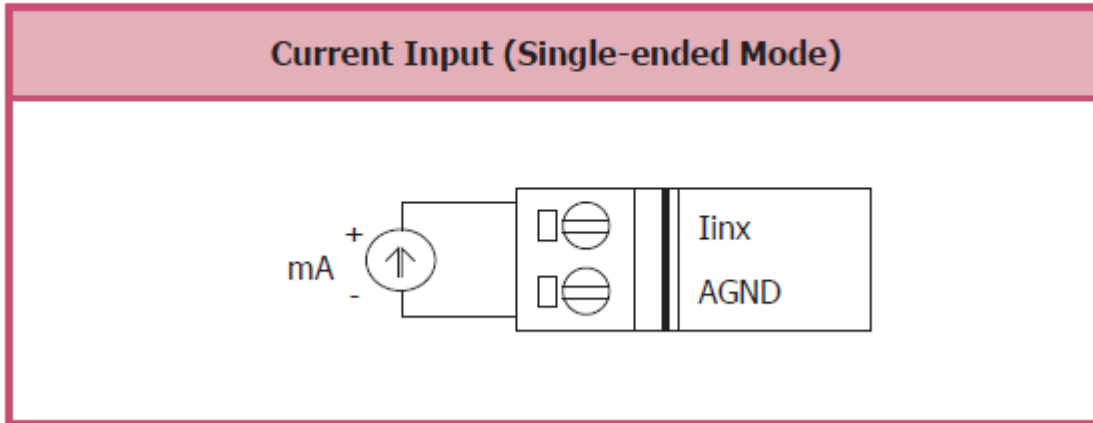 Current Input (Single-ended Mode)
+
mA
-
Iinx
AGND